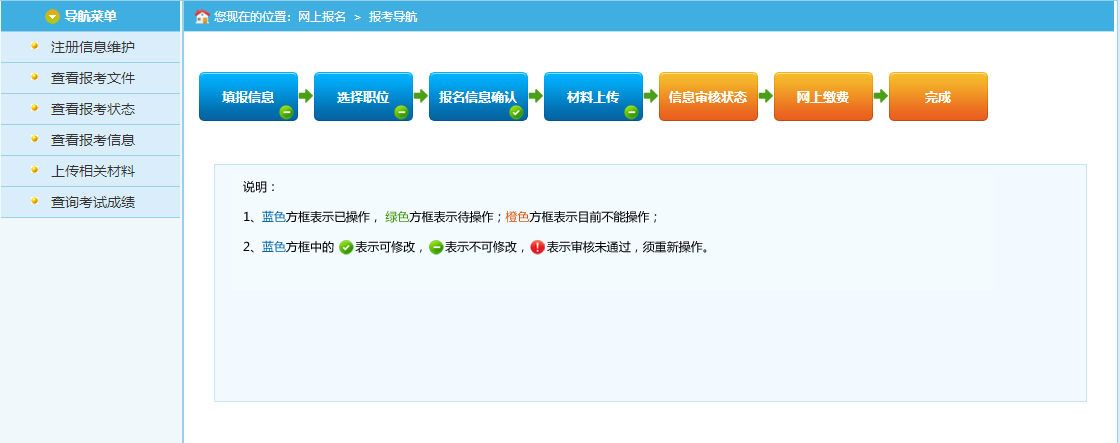 导航菜单
您现在的位置：网上报名 > 报考导航
注册信息维护
查看报考文件
查看报考状态
查看报考信息
上传相关材料
查询考试成绩
填报信息
选择职位
报名信息确认
材料上传
信息审核状态
网上缴费
完成
说明：
1、蓝色方框表示已操作，绿色方框表示待操作；橙色方框表示目前不能操作；
2、蓝色方框中的 表示可修改， 表示不可修改， 表示审核未通过，须重新操作。